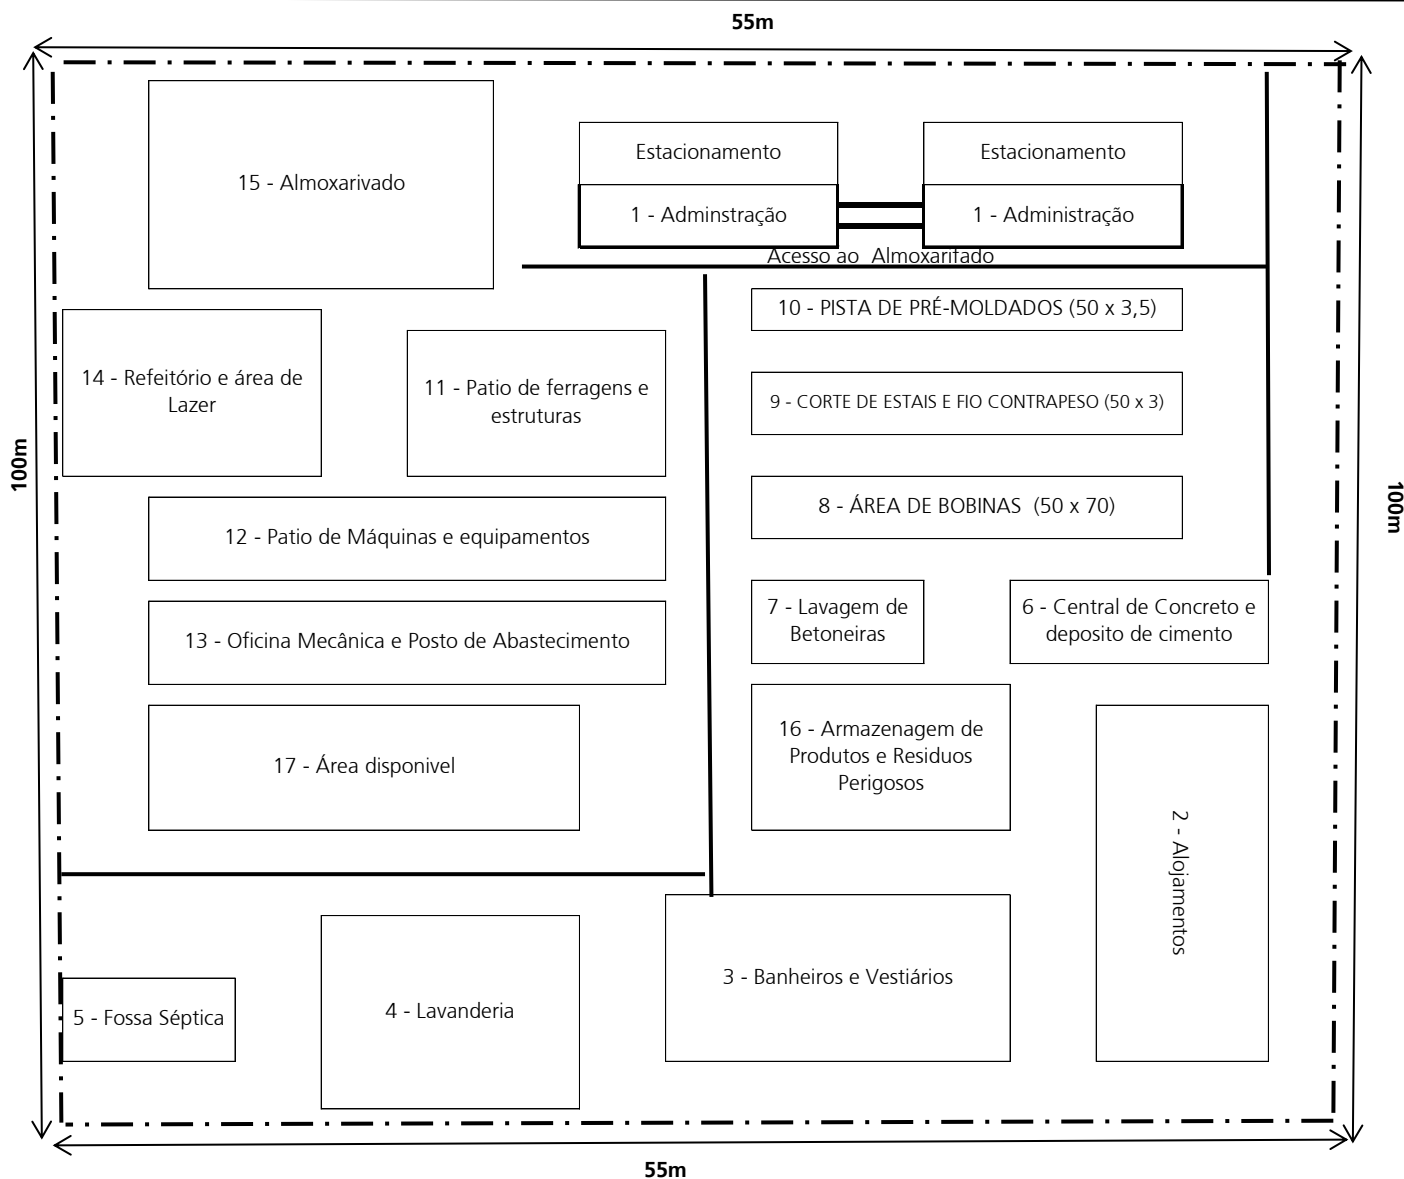 55m
Estacionamento
Estacionamento
15 - Almoxarivado
1 - Adminstração
1 - Administração
Acesso ao  Almoxarifado
10 - PISTA DE PRÉ-MOLDADOS (50 x 3,5)
14 - Refeitório e área de
Lazer
11 - Patio de ferragens e
estruturas
9 - CORTE DE ESTAIS E FIO CONTRAPESO (50 x 3)
100m
100m
8 - ÁREA DE BOBINAS  (50 x 70)
12 - Patio de Máquinas e equipamentos
7 - Lavagem de
Betoneiras
6 - Central de Concreto e
deposito de cimento
13 - Oficina Mecânica e Posto de Abastecimento
16 - Armazenagem de
Produtos e Residuos
Perigosos
17 - Área disponivel
2 - Alojamentos
3 - Banheiros e Vestiários
4 - Lavanderia
5 - Fossa Séptica
55m